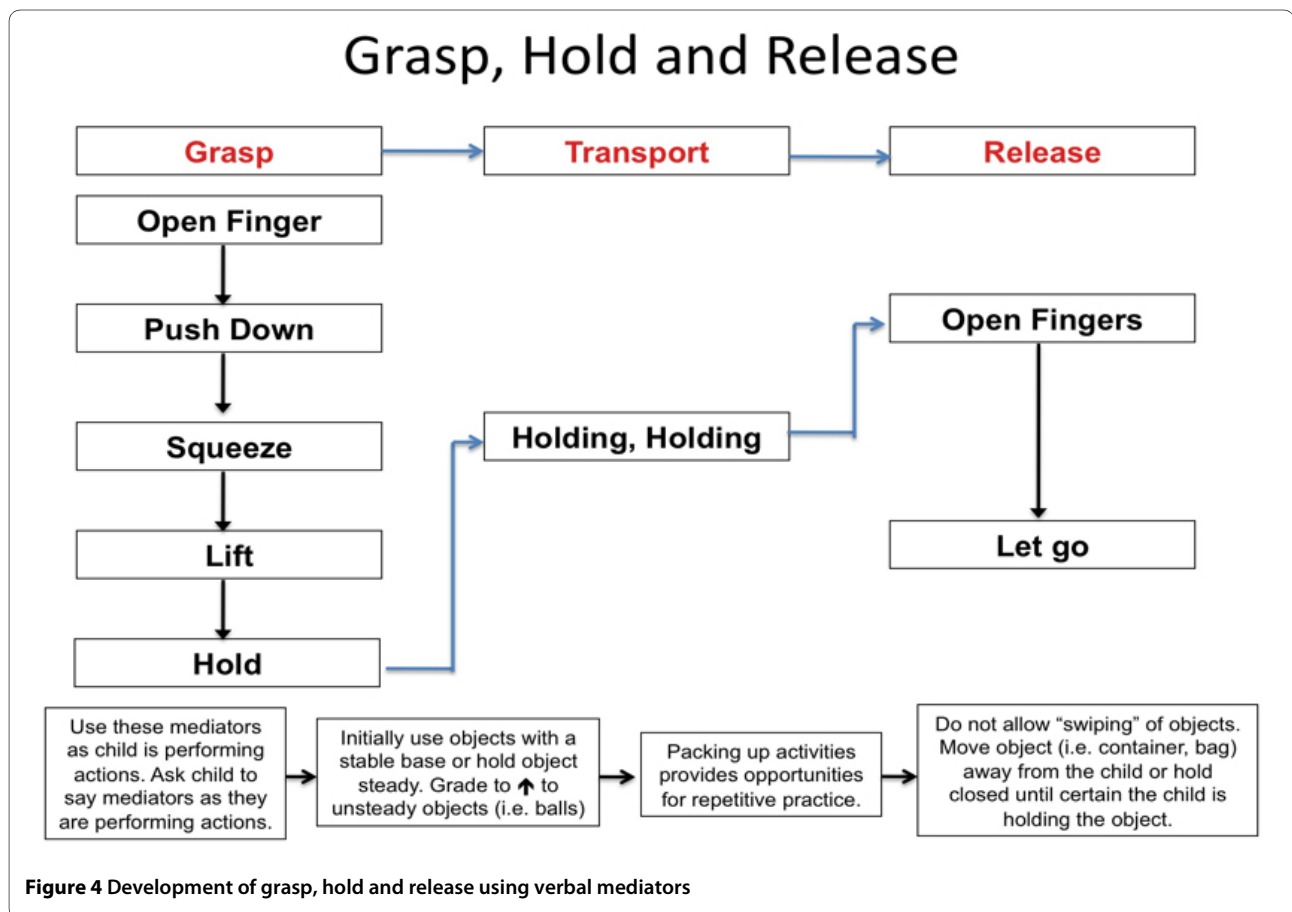 Grasp, Hold and Release
Grasp
Transport
Release
Open Finger
Push Down
Squeeze
Lift
Hold
Holding, Holding
Open Fingers
Let go
Use these mediators
as child is performing
actions. Ask child to
say mediators as they
are performing actions.
Initially use objects with a
stable base or hold object
steady. Grade to ↑ to
unsteady objects (i.e. balls)
Packing up activities
provides opportunities
for repetitive practice.
Do not allow “swiping” of objects.
Move object (i.e. container, bag)
away from the child or hold
closed until certain the child is
holding the object.
Figure 4 Development of grasp, hold and release using verbal mediators